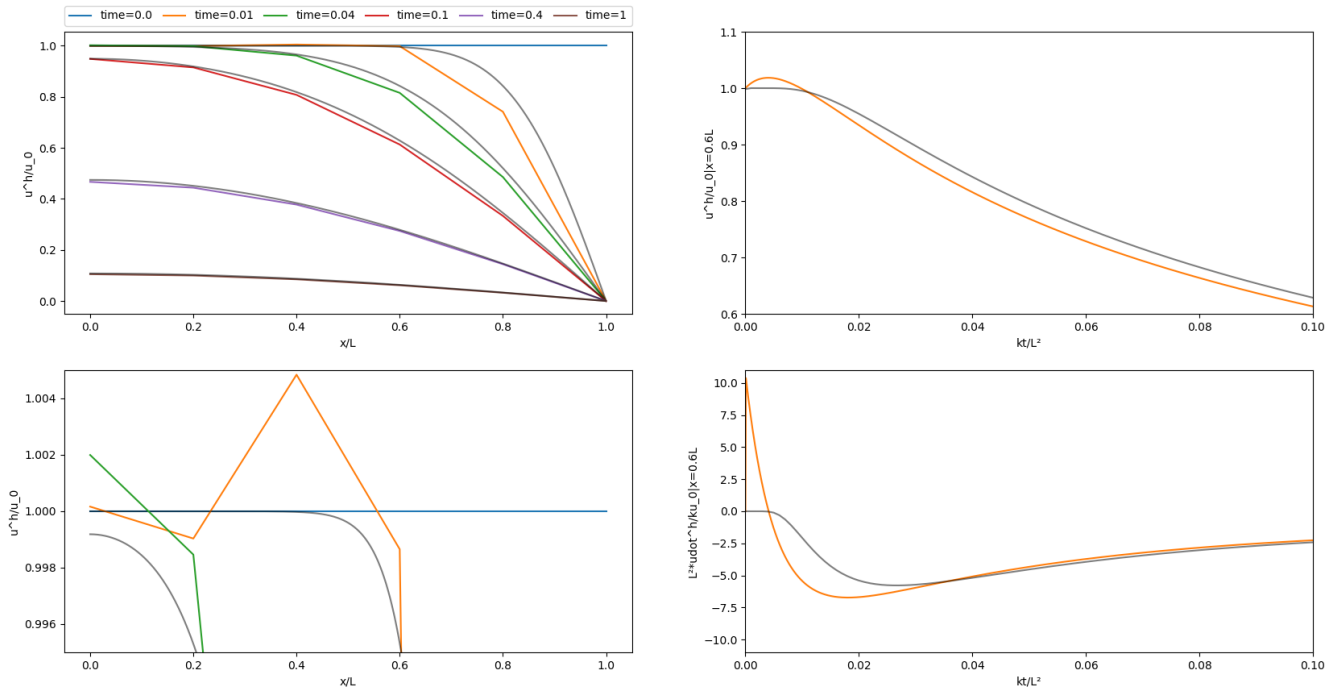 time=0.0 time=0.01 time=0.04 time=0.1 time=0.4 time=1
1.0
0.8
0.6
0.4
0.2
0.0
u^h/u_0
0.0 0.2 0.4 0.6 0.8 1.0
x/L
1.1
1.0
0.9
0.8
0.7
0.6
u^h/u_0|x=0.6L
0.00 0.02 0.04 0.06 0.08 0.10
kt/L²
1.004
1.002
1.000
0.998
0.996
u^h/u_0
0.0 0.2 0.4 0.6 0.8 1.0
x/L
10.0
7.5
5.0
2.5
0.0
−2.5
−5.0
−7.5
−10.0
L²*udot^h/ku_0|x=0.6L
0.00 0.02 0.04 0.06 0.08 0.10
kt/L²